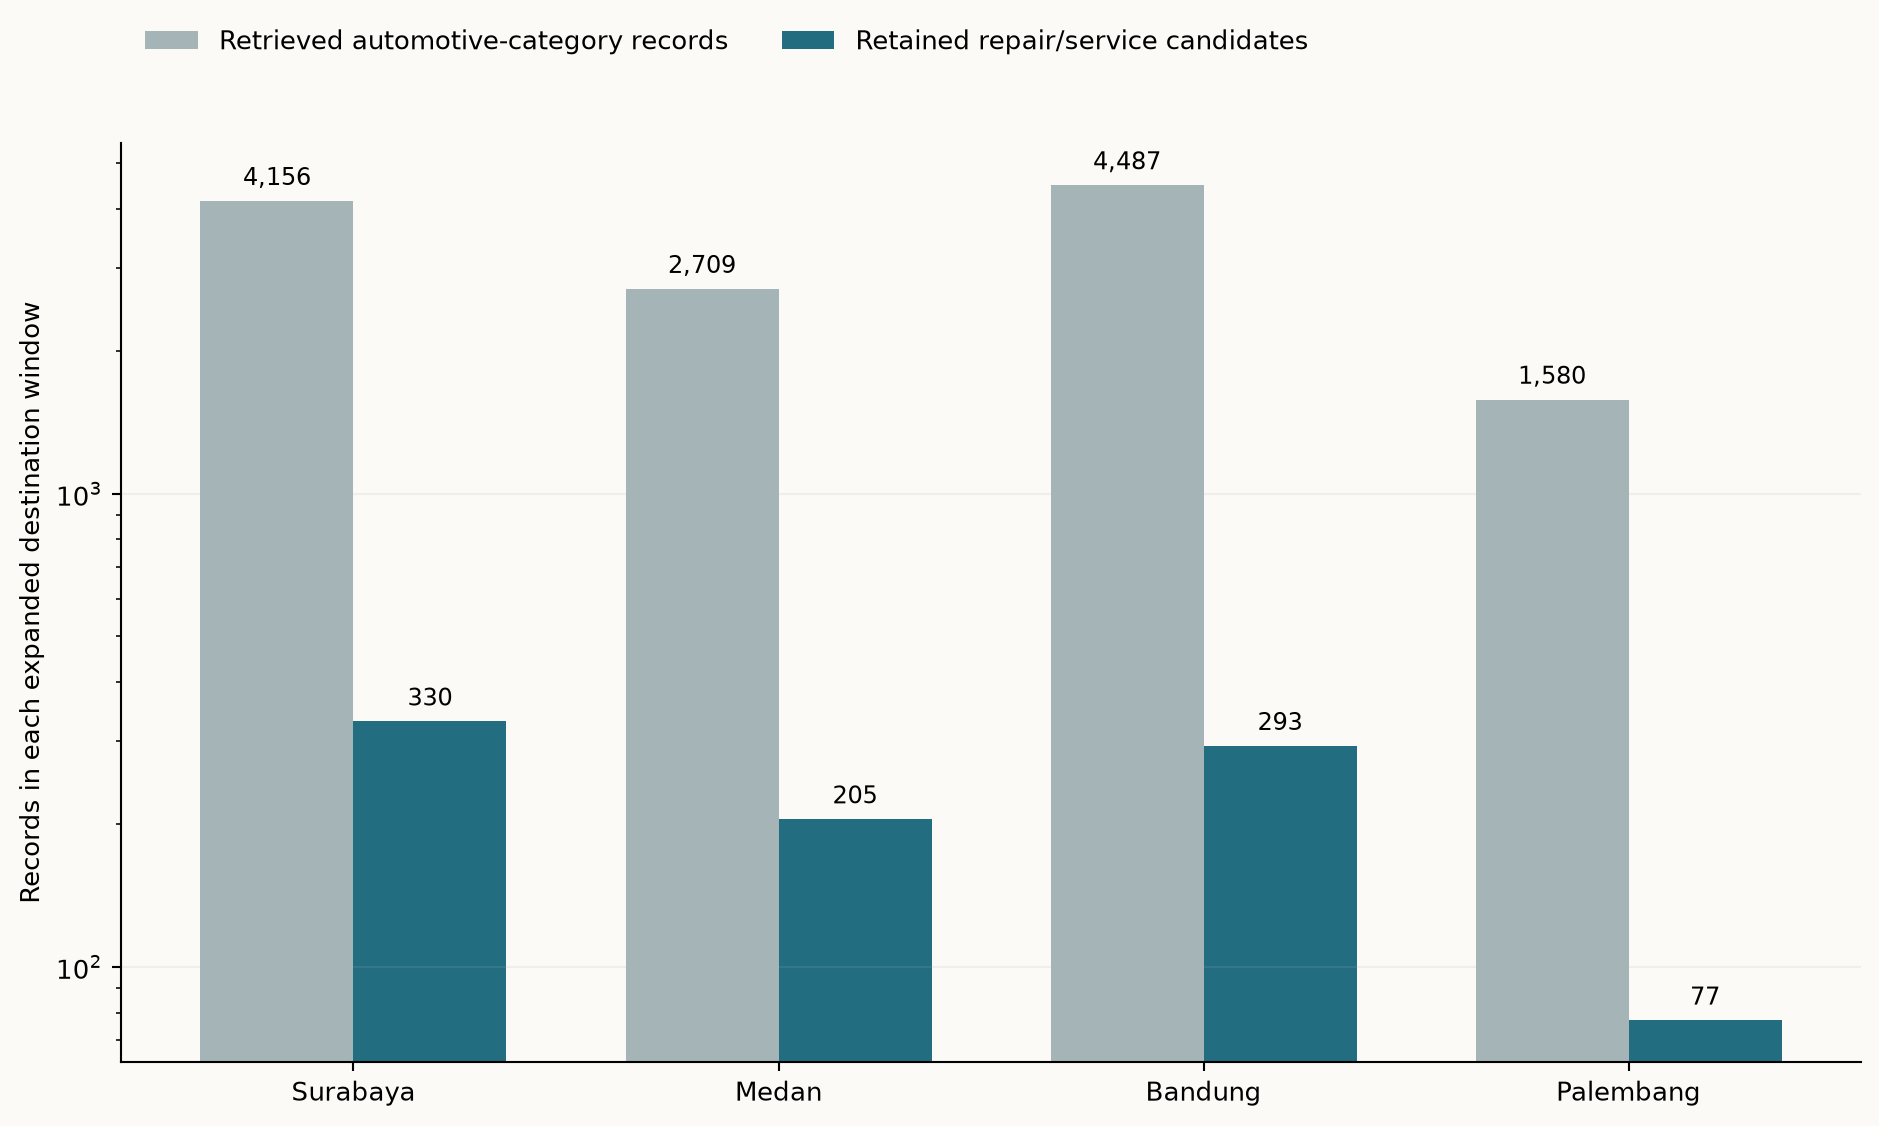 Retrieved automotive-category records
Retained repair/service candidates
Records in each expanded destination window
10³
10²
4,156
330
2,709
205
4,487
293
1,580
77
Surabaya
Medan
Bandung
Palembang